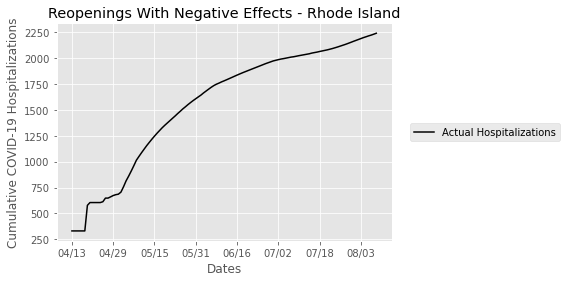 Reopenings With Negative Effects - Rhode Island
Cumulative COVID-19 Hospitalizations
2250
2000
1750
1500
1250
1000
750
500
250
04/13 04/29 05/15 05/31 06/16 07/02 07/18 08/03
Dates
Actual Hospitalizations